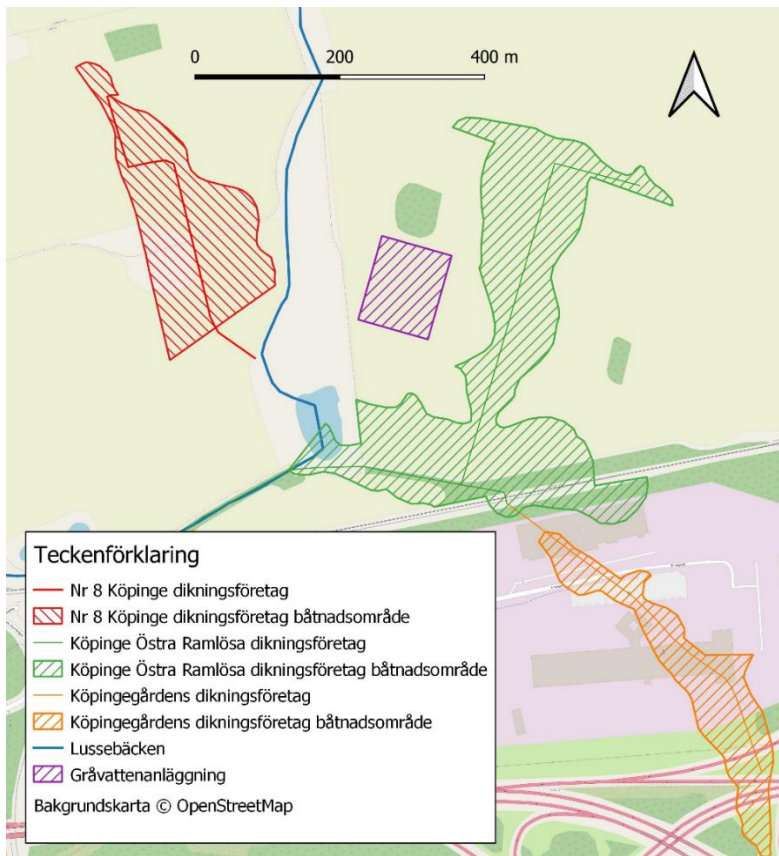 0 200 400 m
Teckenförklaring
Nr 8 Köpinge dikningsföretag
Nr 8 Köpinge dikningsföretag båtnadsområde
Köpinge Östra Ramlösa dikningsföretag
Köpinge Östra Ramlösa dikningsföretag båtnadsområde
Köpingegårdens dikningsföretag
Köpingegårdens dikningsföretag båtnadsområde
Lussebäcken
Gråvattenanläggning
Bakgrundskarta © OpenStreetMap